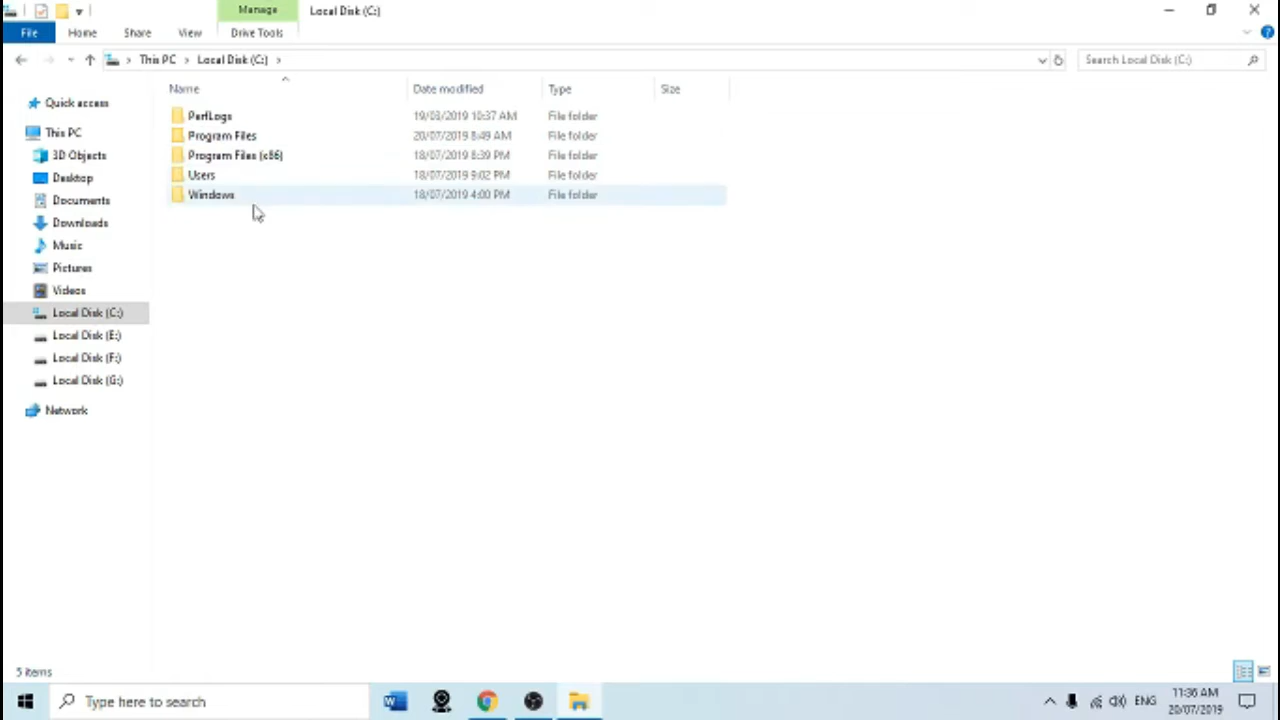 Manage
Local Disk (C:)
File
Home
Share
View
Drive Tools
This PC
Local Disk (C:)
Search Local Disk (C:)
Name
Date modified
Type
Size
PerfLogs
19/03/2019 10:37 AM
File folder
Program Files
20/07/2019 8:49 AM
File folder
Program Files (x86)
18/07/2019 8:39 PM
File folder
Users
18/07/2019 9:02 PM
File folder
Windows
18/07/2019 4:00 PM
File folder
Quick access
This PC
3D Objects
Desktop
Documents
Downloads
Music
Pictures
Videos
Local Disk (C:)
Local Disk (E:)
Local Disk (F:)
Local Disk (G:)
Network
5 items
Type here to search
ENG
11:36 AM
20/07/2019